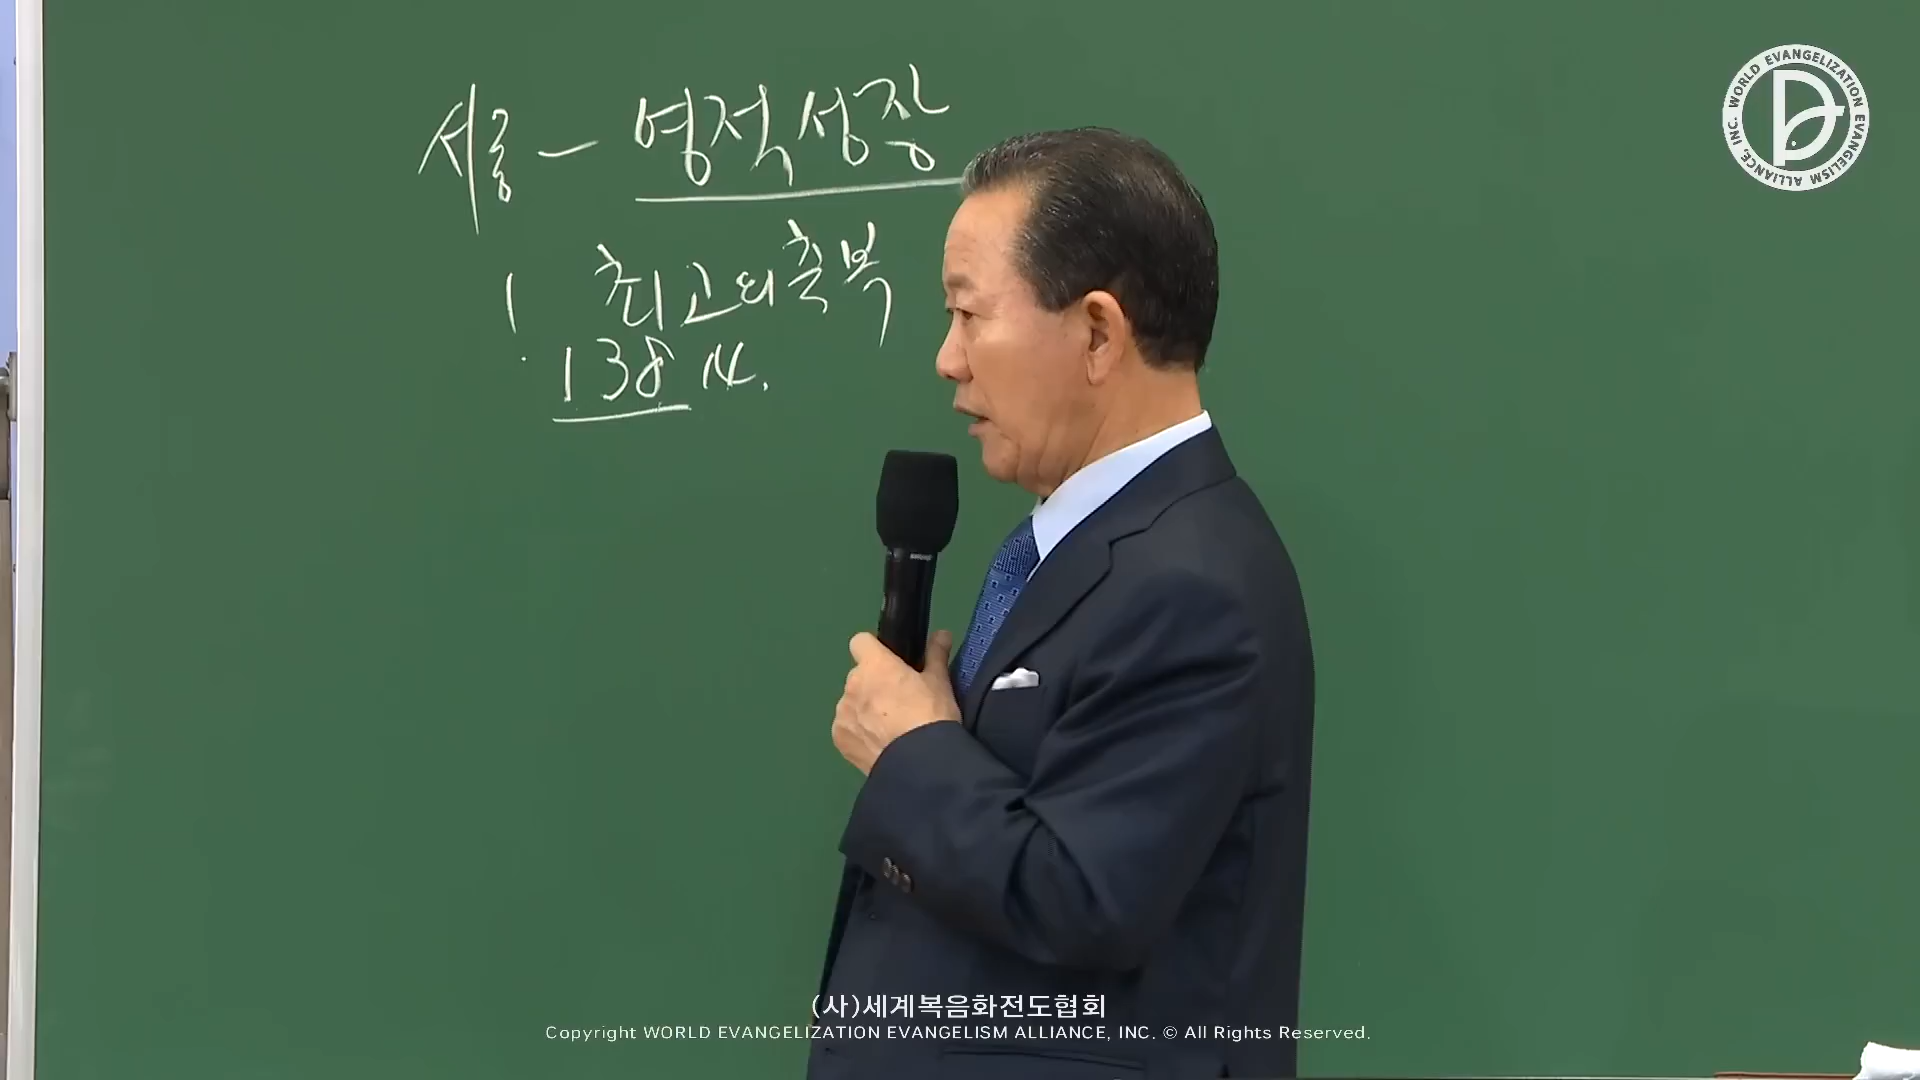 서론 - 영적성장
1. 최고의축복
138
WORLD EVANGELIZATION EVANGELISM ALLIANCE, INC.
(사)세계복음화전도협회
Copyright WORLD EVANGELIZATION EVANGELISM ALLIANCE, INC. © All Rights Reserved.